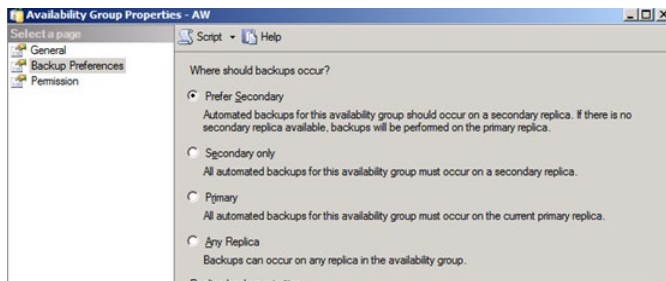 Availability Group Properties - AW
Select a page
General
Backup Preferences
Permission
Script
Help
Where should backups occur?
Prefer Secondary
Automated backups for this availability group should occur on a secondary replica. If there is no
secondary replica available, backups will be performed on the primary replica.
Secondary only
All automated backups for this availability group must occur on a secondary replica.
Primary
All automated backups for this availability group must occur on the current primary replica.
Any Replica
Backups can occur on any replica in the availability group.